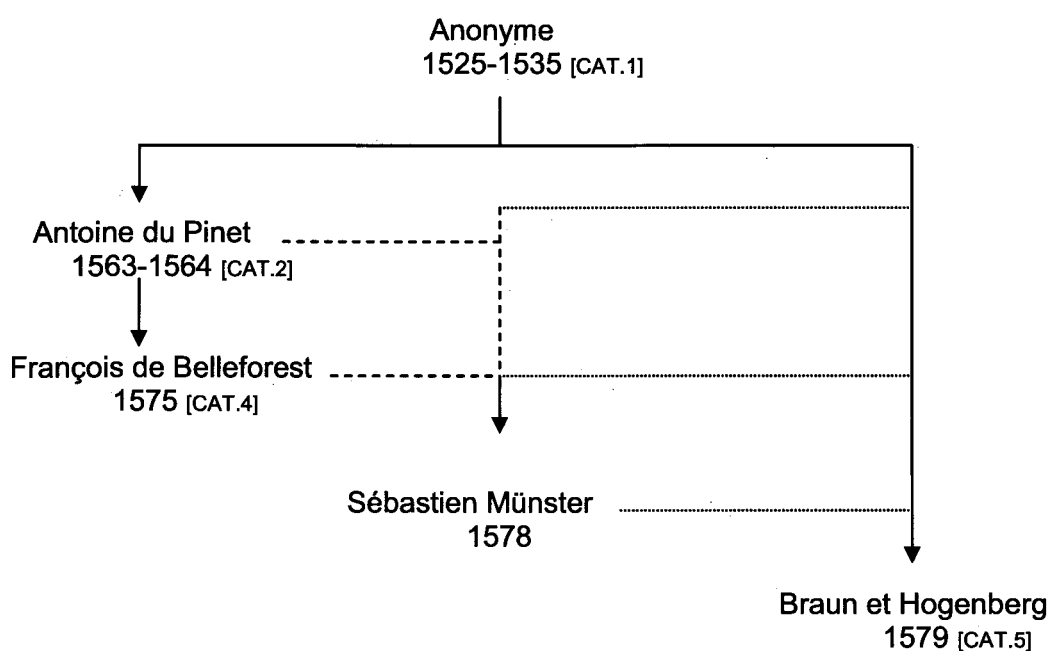 Anonyme
1525-1535 [CAT.1]
Antoine du Pinet
1563-1564 [CAT.2]
François de Belleforest
1575 [CAT.4]
Sébastien Münster
1578
Braun et Hogenberg
1579 [CAT.5]